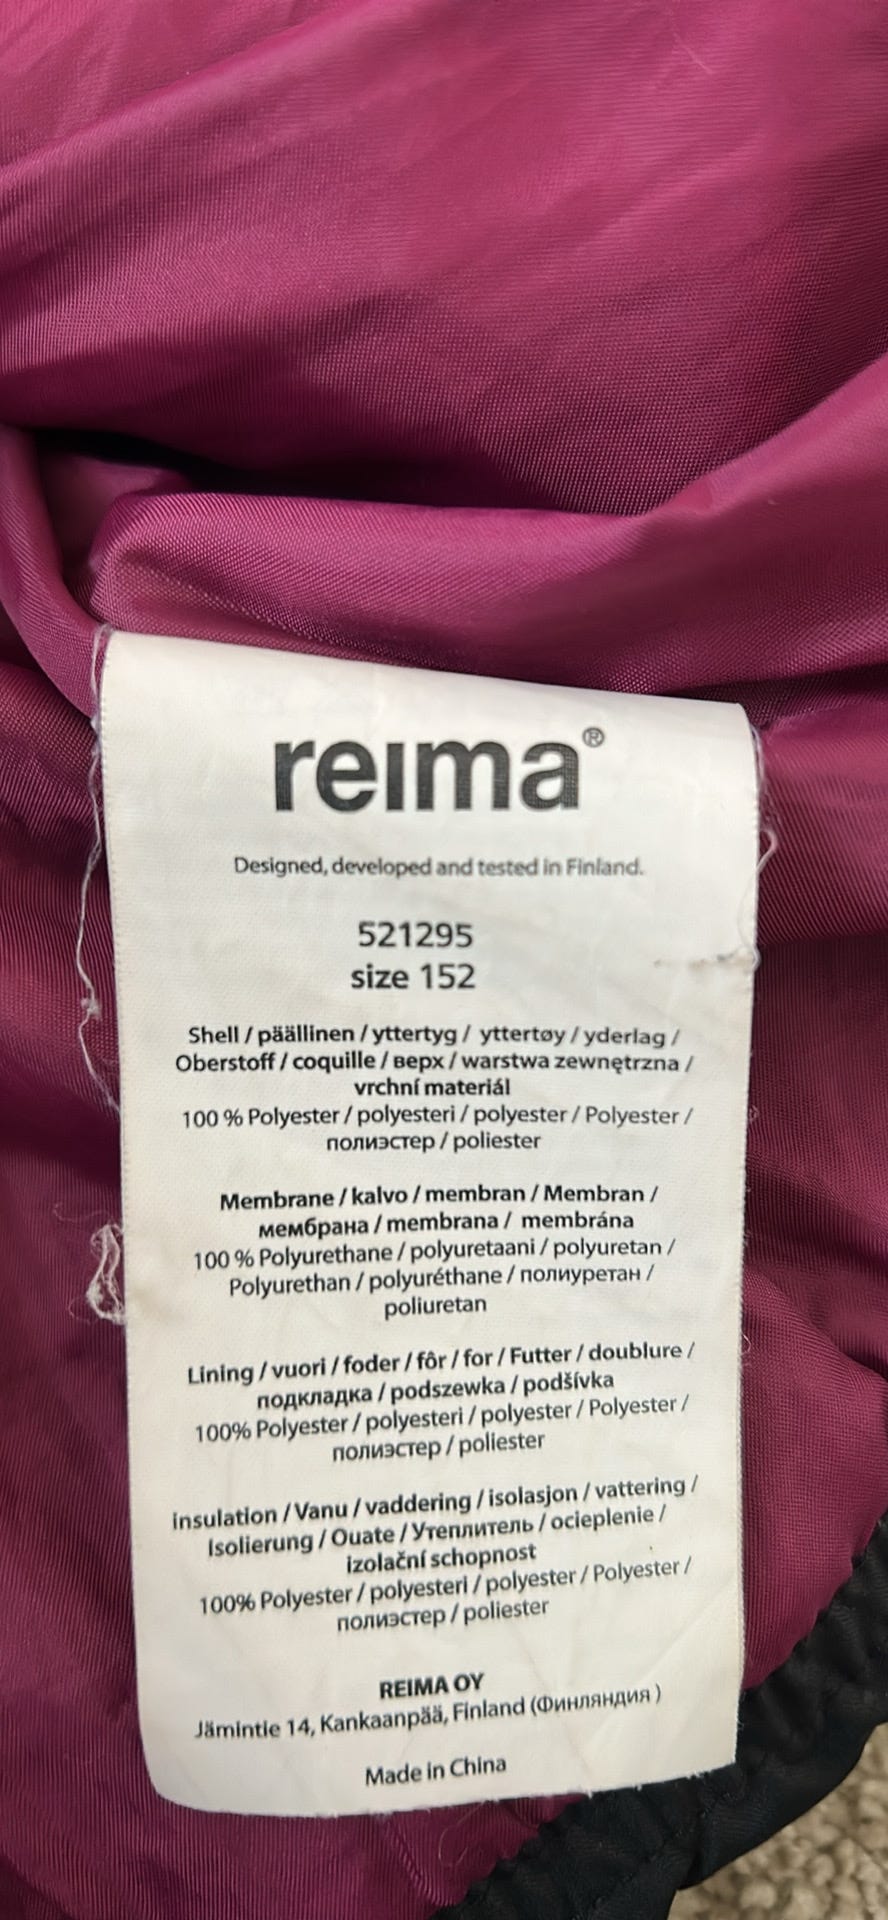 reima®
Designed, developed and tested in Finland.
521295
size 152
Shell / päällinen / yttertyg / yttertøy / yderlag /
Oberstoff / coquille / верх / warstwa zewnętrzna /
vrchní materiál
100 % Polyester / polyesteri / polyester / Polyester /
полиэстер / poliester
Membrane / kalvo / membran / Membran /
мембрана / membrana / membrána
100 % Polyurethane / polyuretaani / polyuretan /
Polyurethan / polyuréthane / полиуретан /
poliuretan
Lining / vuori / foder / fôr / for / Futter / doublure /
подкладка / podszewka / podšívka
100% Polyester / polyesteri / polyester / Polyester /
полиэстер / poliester
insulation / Vanu / vaddering / isolasjon / vattering /
Isolierung / Ouate / Утеплитель / ocieplenie /
izolační schopnost
100% Polyester / polyesteri / polyester / Polyester /
полиэстер / poliester
REIMA OY
Jämintie 14, Kankaanpää, Finland (Финляндия )
Made in China